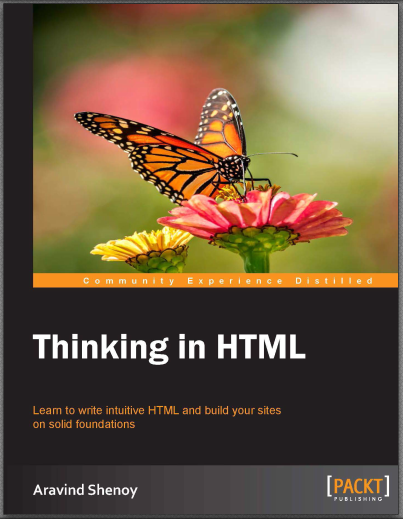 Community Experience Distilled
Thinking in HTML
Learn to write intuitive HTML and build your sites
on solid foundations
Aravind Shenoy
[PACKT]
PUBLISHING